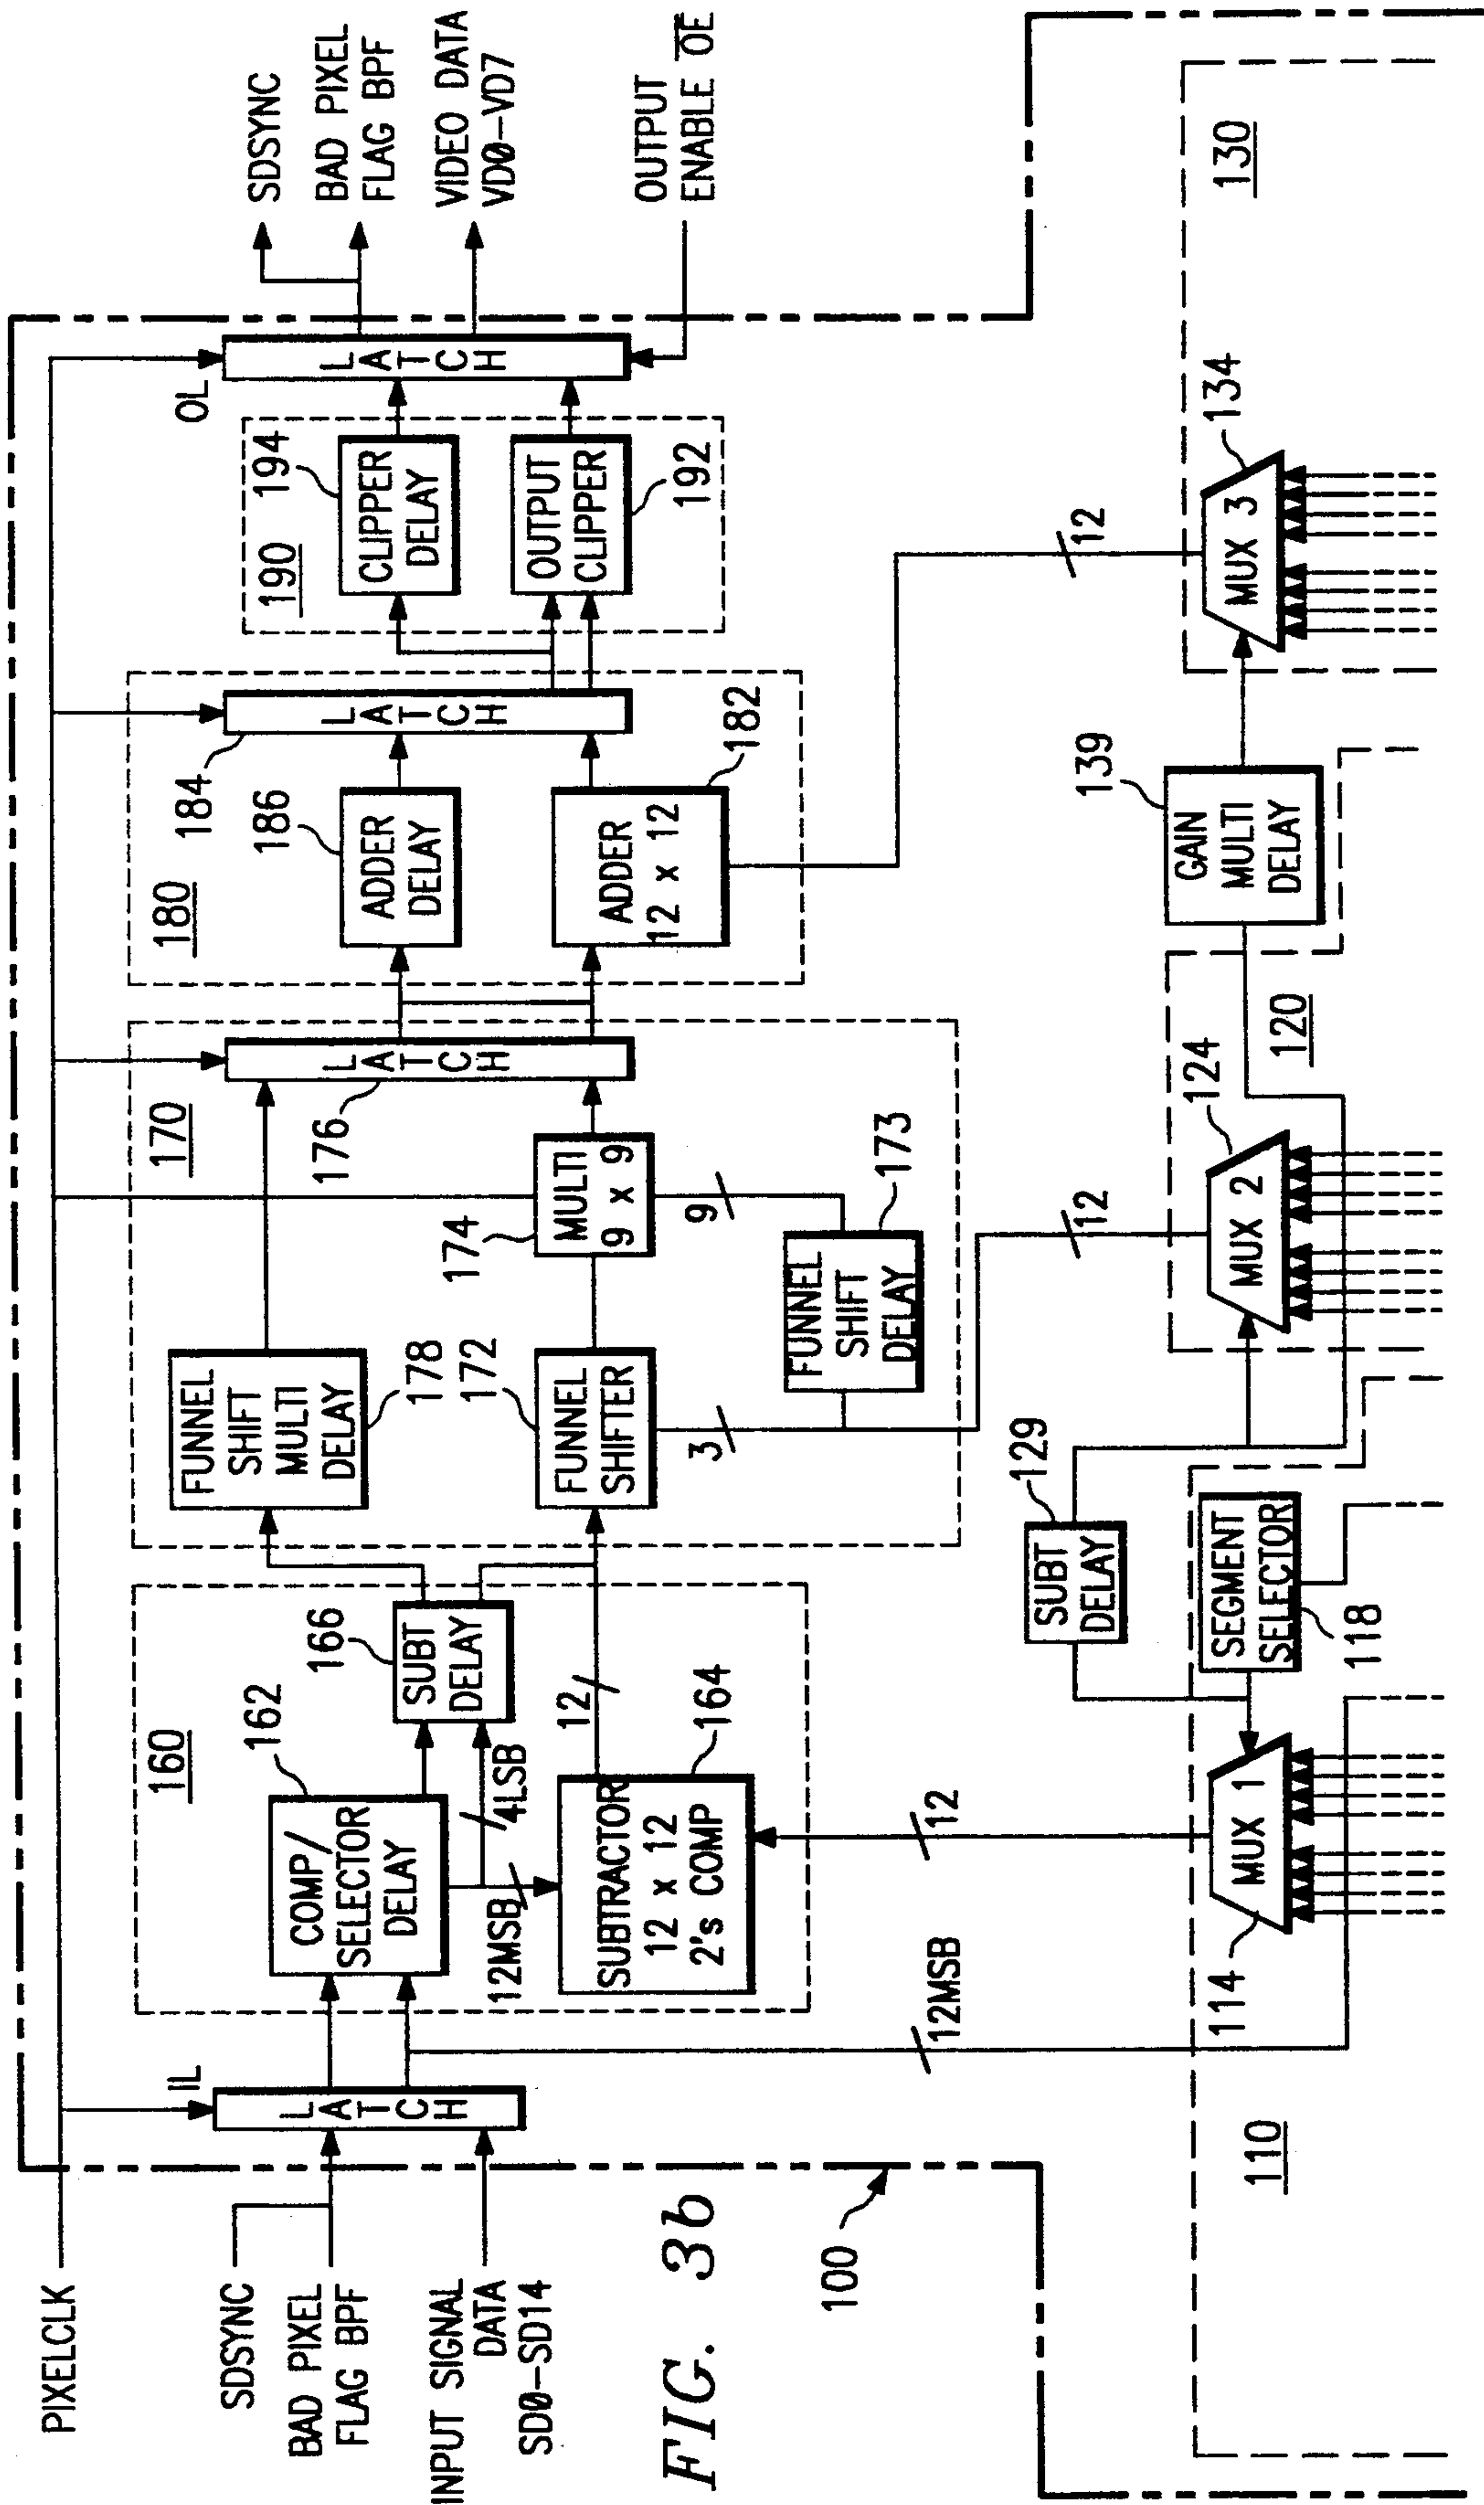 PIXELCLK
SDSYNC
BAD PIXEL
FLAG BPF
INPUT SIGNAL
DATA
SD0-SD14
IL
LATCH
160
162
COMP/
SELECTOR
DELAY
166
SUBT
DELAY
4LSB
12MSB
12
SUBTRACTOR
12 x 12
2's COMP
164
170
FUNNEL
SHIFT
MULTI
DELAY
178
172
FUNNEL
SHIFTER
3
174
MULTI
9 x 9
9
FUNNEL
SHIFT
DELAY
173
176
LATCH
180
186
ADDER
DELAY
ADDER
12 x 12
182
184
LATCH
190
194
CLIPPER
DELAY
OUTPUT
CLIPPER
192
OL
LATCH
SDSYNC
BAD PIXEL
FLAG BPF
VIDEO DATA
VD0-VD7
OUTPUT
ENABLE O̅E̅
FIG. 3b
100
12MSB
12
12
12
110
114
MUX 1
SEGMENT
SELECTOR
118
SUBT
DELAY
129
120
124
MUX 2
139
GAIN
MULTI
DELAY
130
134
MUX 3